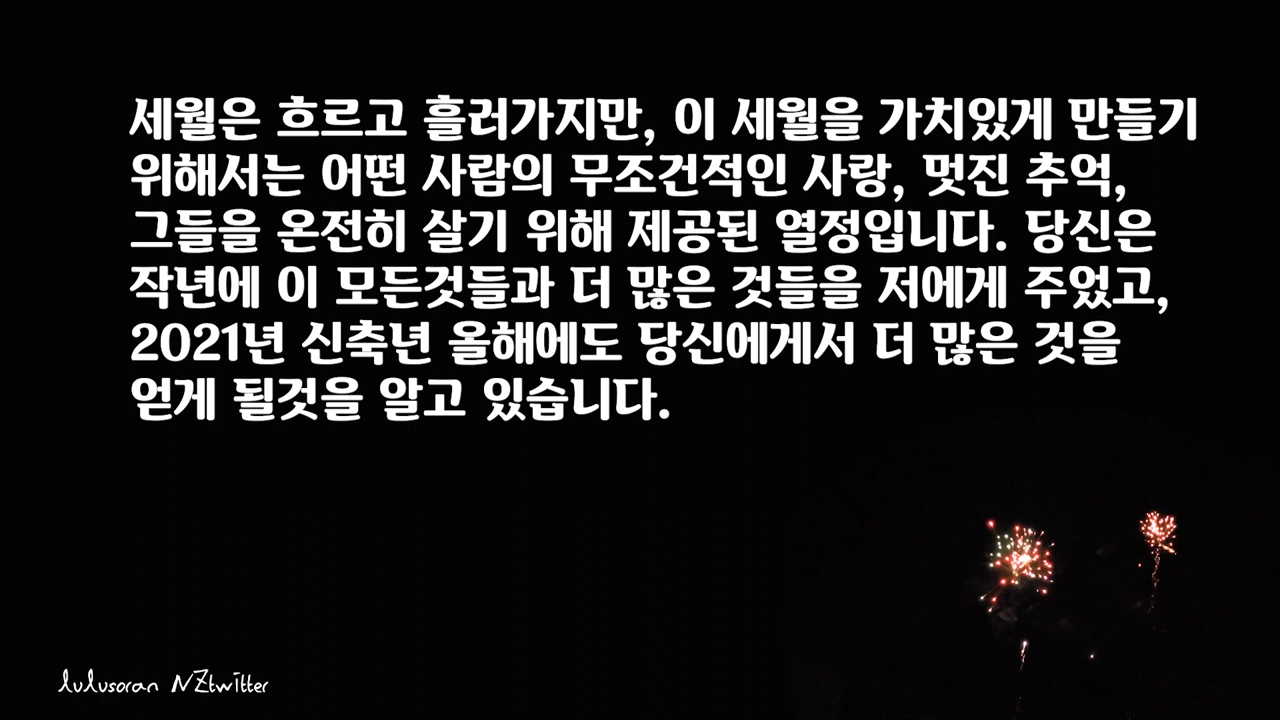 세월은 흐르고 흘러가지만, 이 세월을 가치있게 만들기
위해서는 어떤 사람의 무조건적인 사랑, 멋진 추억,
그들을 온전히 살기 위해 제공된 열정입니다. 당신은
작년에 이 모든것들과 더 많은 것들을 저에게 주었고,
2021년 신축년 올해에도 당신에게서 더 많은 것을
얻게 될것을 알고 있습니다.
lulusoran NZtwitter